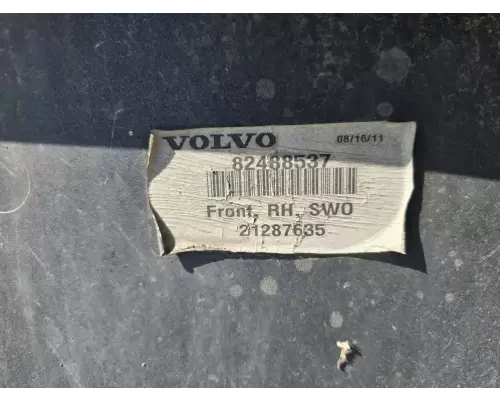 VOLVO 08/16/11
82488537
Front, RH, SWO
21287635